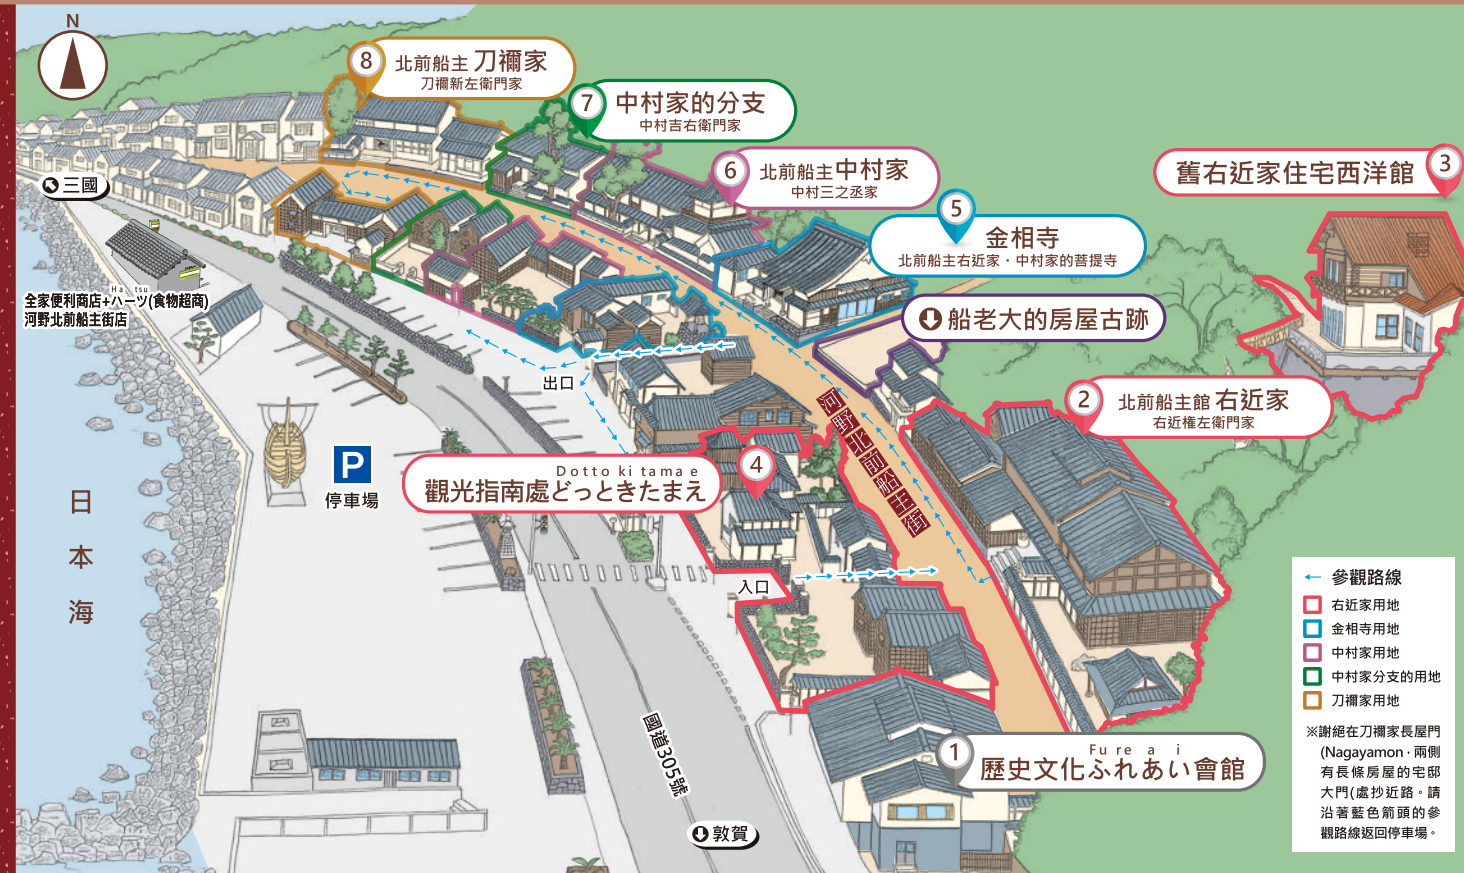 N
8
北前船主 刀禰家
刀禰新左衛門家
7
中村家的分支
中村吉右衛門家
6
北前船主 中村家
中村三之丞家
3
舊右近家住宅西洋館
5
金相寺
北前船主右近家・中村家的菩提寺
三國
Hatsu
全家便利商店+ハーツ(食物超商)
河野北前船主街店
船老大的房屋古跡
出口
2
北前船主館 右近家
右近権左衛門家
河野北前船主街
P
停車場
Dotto ki tama e
觀光指南處どっときたまえ
4
日本海
入口
參觀路線
右近家用地
金相寺用地
中村家用地
中村家分支的用地
刀禰家用地
※謝絕在刀禰家長屋門
(Nagayamon・兩側
有長條房屋的宅邸
大門(處抄近路。請
沿著藍色箭頭的參
觀路線返回停車場。
國道305號
1
Fure a i
歷史文化ふれあい會館
敦賀